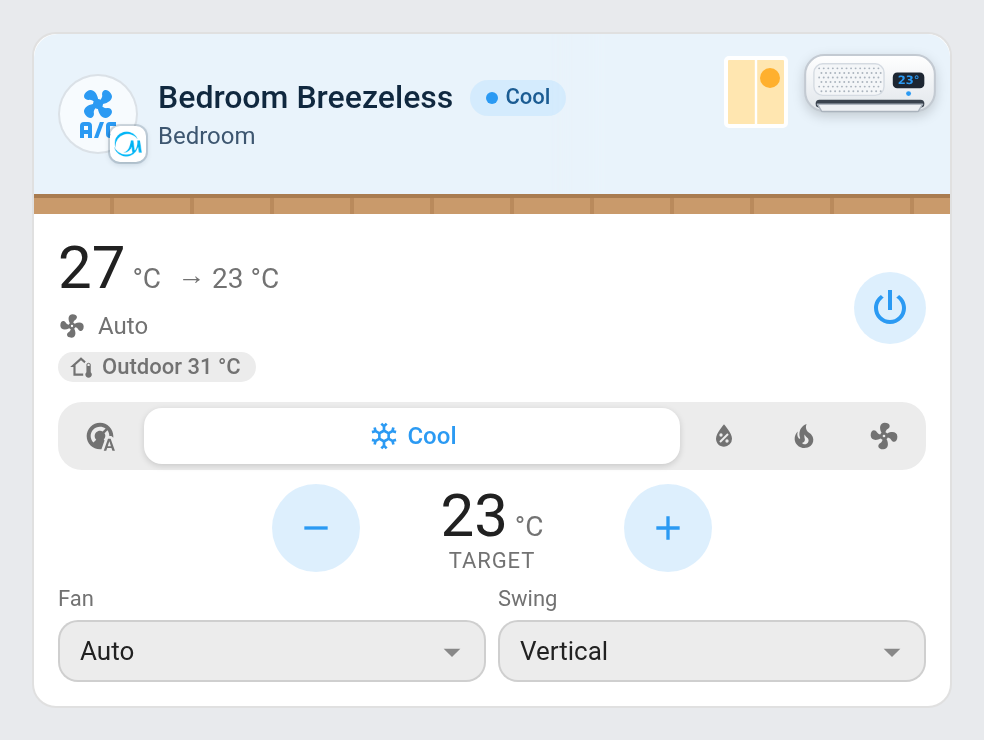 A/C
Bedroom Breezeless
Cool
Bedroom
23°
27 °C → 23 °C
Auto
Outdoor 31 °C
A
Cool
23 °C
TARGET
Fan
Swing
Auto
Vertical